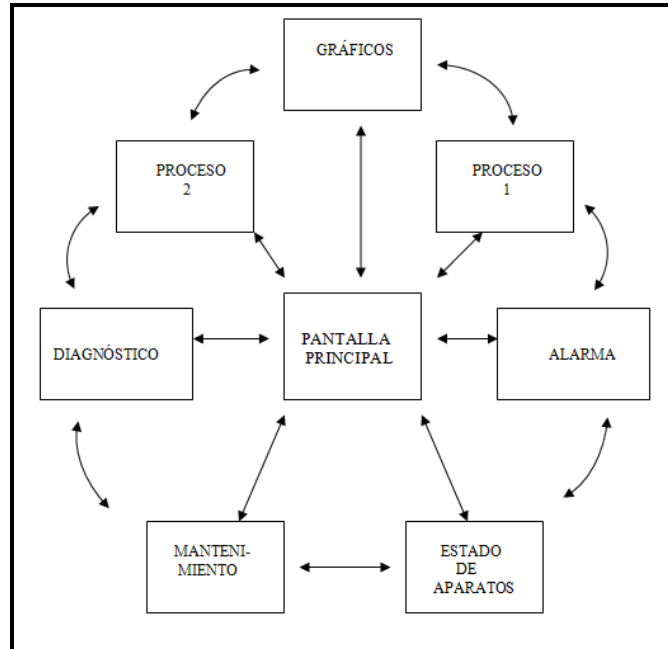 GRÁFICOS
PROCESO
2
PROCESO
1
DIAGNÓSTICO
PANTALLA
PRINCIPAL
ALARMA
MANTENI-
MIENTO
ESTADO
DE
APARATOS